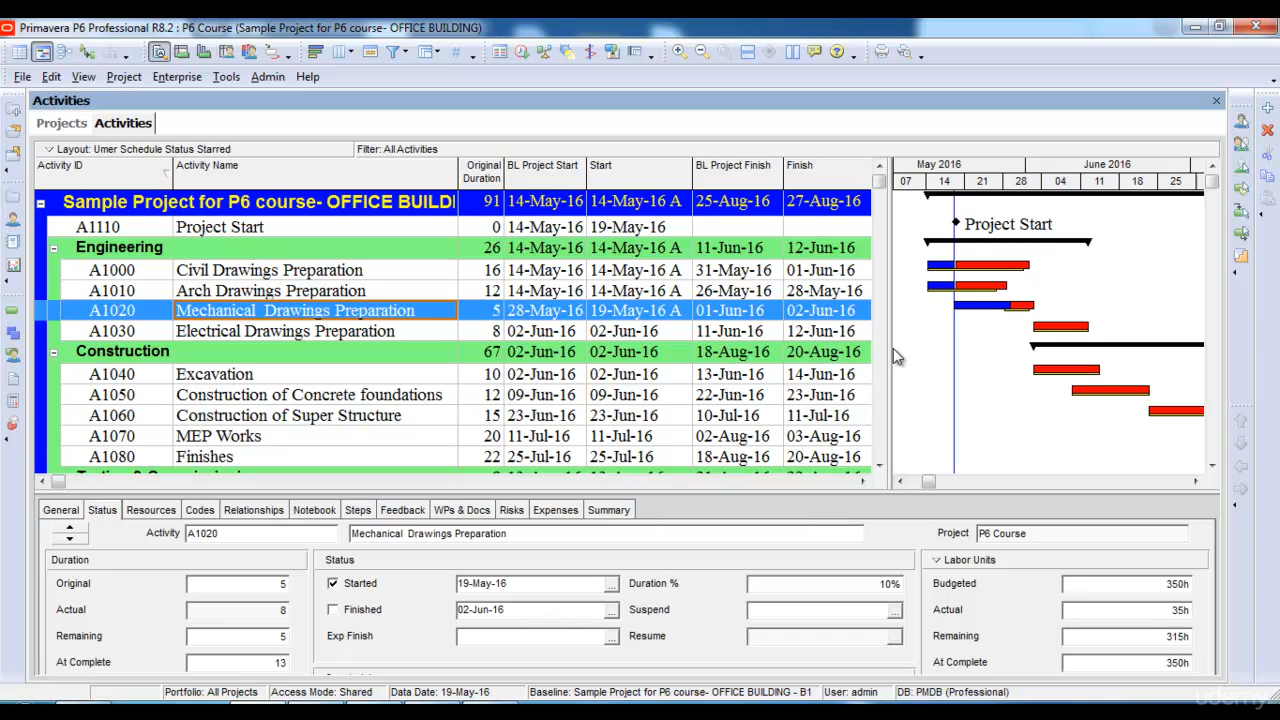 Primavera P6 Professional R8.2 : P6 Course (Sample Project for P6 course- OFFICE BUILDING)
File Edit View Project Enterprise Tools Admin Help
Activities
Projects Activities
Layout: Umer Schedule Status Starred Filter: All Activities
Activity ID Activity Name Original Duration BL Project Start Start BL Project Finish Finish May 2016 June 2016
07 14 21 28 04 11 18 25
Sample Project for P6 course- OFFICE BUILDI 91 14-May-16 14-May-16 A 25-Aug-16 27-Aug-16
A1110 Project Start 0 14-May-16 19-May-16 Project Start
Engineering 26 14-May-16 14-May-16 A 11-Jun-16 12-Jun-16
A1000 Civil Drawings Preparation 16 14-May-16 14-May-16 A 31-May-16 01-Jun-16
A1010 Arch Drawings Preparation 12 14-May-16 14-May-16 A 26-May-16 28-May-16
A1020 Mechanical Drawings Preparation 5 28-May-16 19-May-16 A 01-Jun-16 02-Jun-16
A1030 Electrical Drawings Preparation 8 02-Jun-16 02-Jun-16 11-Jun-16 12-Jun-16
Construction 67 02-Jun-16 02-Jun-16 18-Aug-16 20-Aug-16
A1040 Excavation 10 02-Jun-16 02-Jun-16 13-Jun-16 14-Jun-16
A1050 Construction of Concrete foundations 12 09-Jun-16 09-Jun-16 22-Jun-16 23-Jun-16
A1060 Construction of Super Structure 15 23-Jun-16 23-Jun-16 10-Jul-16 11-Jul-16
A1070 MEP Works 20 11-Jul-16 11-Jul-16 02-Aug-16 03-Aug-16
A1080 Finishes 22 25-Jul-16 25-Jul-16 18-Aug-16 20-Aug-16
General Status Resources Codes Relationships Notebook Steps Feedback WPs & Docs Risks Expenses Summary
Activity A1020 Mechanical Drawings Preparation Project P6 Course
Duration Status Labor Units
Original 5 Started 19-May-16 ... Duration % 10% Budgeted 350h
Actual 8 Finished 02-Jun-16 ... Suspend ... Actual 35h
Remaining 5 Exp Finish ... Resume ... Remaining 315h
At Complete 13 At Complete 350h
Portfolio: All Projects Access Mode: Shared Data Date: 19-May-16 Baseline: Sample Project for P6 course- OFFICE BUILDING - B1 User: admin DB: PMDB (Professional)
udemy